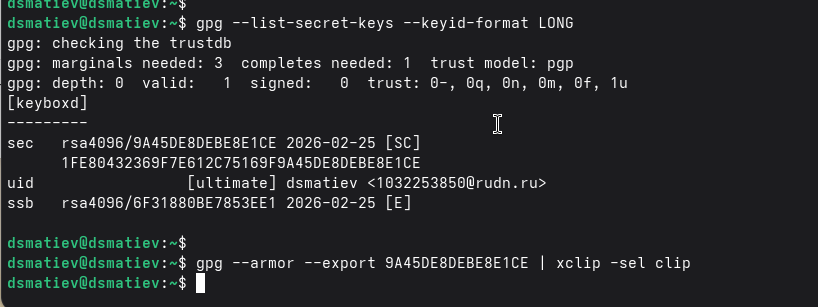 dsmatiev@dsmatiev:~$
dsmatiev@dsmatiev:~$ gpg --list-secret-keys --keyid-format LONG
gpg: checking the trustdb
gpg: marginals needed: 3  completes needed: 1  trust model: pgp
gpg: depth: 0  valid:   1  signed:   0  trust: 0-, 0q, 0n, 0m, 0f, 1u
[keyboxd]
---------
sec   rsa4096/9A45DE8DEBE8E1CE 2026-02-25 [SC]
      1FE80432369F7E612C75169F9A45DE8DEBE8E1CE
uid                 [ultimate] dsmatiev <1032253850@rudn.ru>
ssb   rsa4096/6F31880BE7853EE1 2026-02-25 [E]
dsmatiev@dsmatiev:~$
dsmatiev@dsmatiev:~$ gpg --armor --export 9A45DE8DEBE8E1CE | xclip -sel clip
dsmatiev@dsmatiev:~$